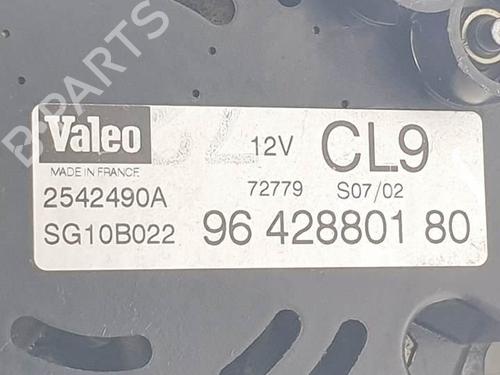 B-PARTS
Valeo 12V CL9
MADE IN FRANCE 72779 S07/02
2542490A
SG10B022 96 428801 80